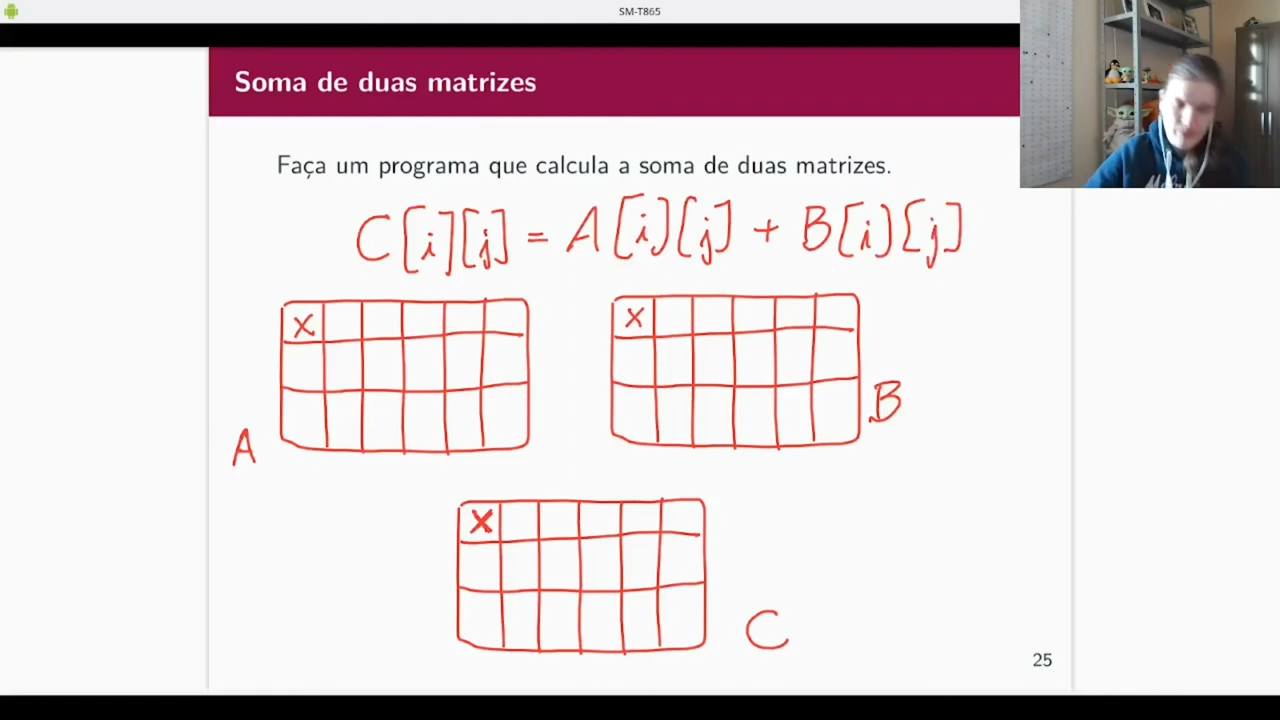 SM-T865
Soma de duas matrizes
Faça um programa que calcula a soma de duas matrizes.
C[i][j] = A[i][j] + B[i][j]
x
x
A
B
x
C
25